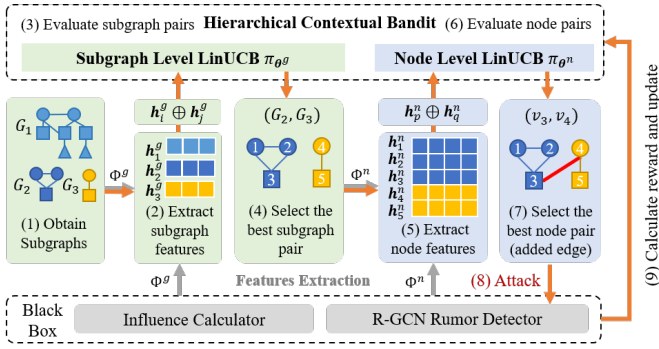 (3) Evaluate subgraph pairs
Hierarchical Contextual Bandit
(6) Evaluate node pairs
Subgraph Level LinUCB π_θ^g
Node Level LinUCB π_θ^n
h_i^g ⊕ h_j^g
(G_2, G_3)
h_p^n ⊕ h_q^n
(v_3, v_4)
G_1
G_2
G_3
(1) Obtain
Subgraphs
Φ^g
h_1^g
h_2^g
h_3^g
(2) Extract
subgraph
features
1
2
3
4
5
(4) Select the
best subgraph
pair
Φ^n
h_1^n
h_2^n
h_3^n
h_4^n
h_5^n
(5) Extract
node features
1
2
3
4
5
(7) Select the
best node pair
(added edge)
Φ^g
Features Extraction
Φ^n
(8) Attack
(9) Calculate reward and update
Black
Box
Influence Calculator
R-GCN Rumor Detector